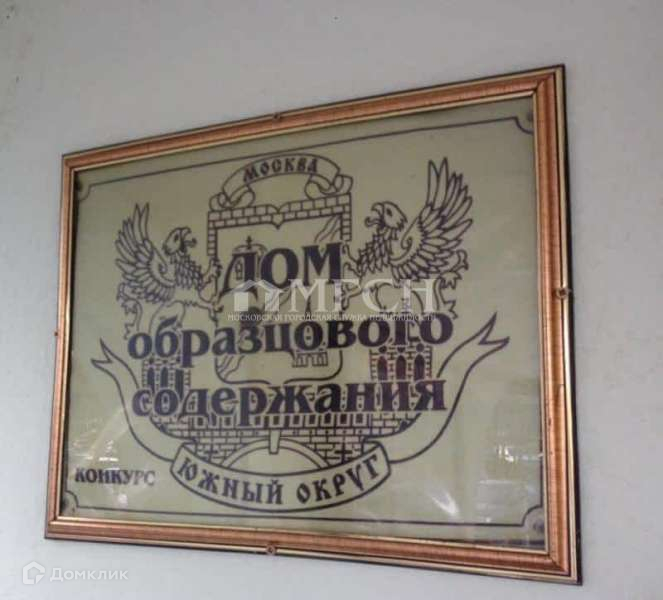 МОСКВА
ДОМ
МГСН
МОСКОВСКАЯ ГОРОДСКАЯ СЛУЖБА НЕДВИЖИМОСТИ
образцового
содержания
КОНКУРС
ЮЖНЫЙ ОКРУГ
Домклик